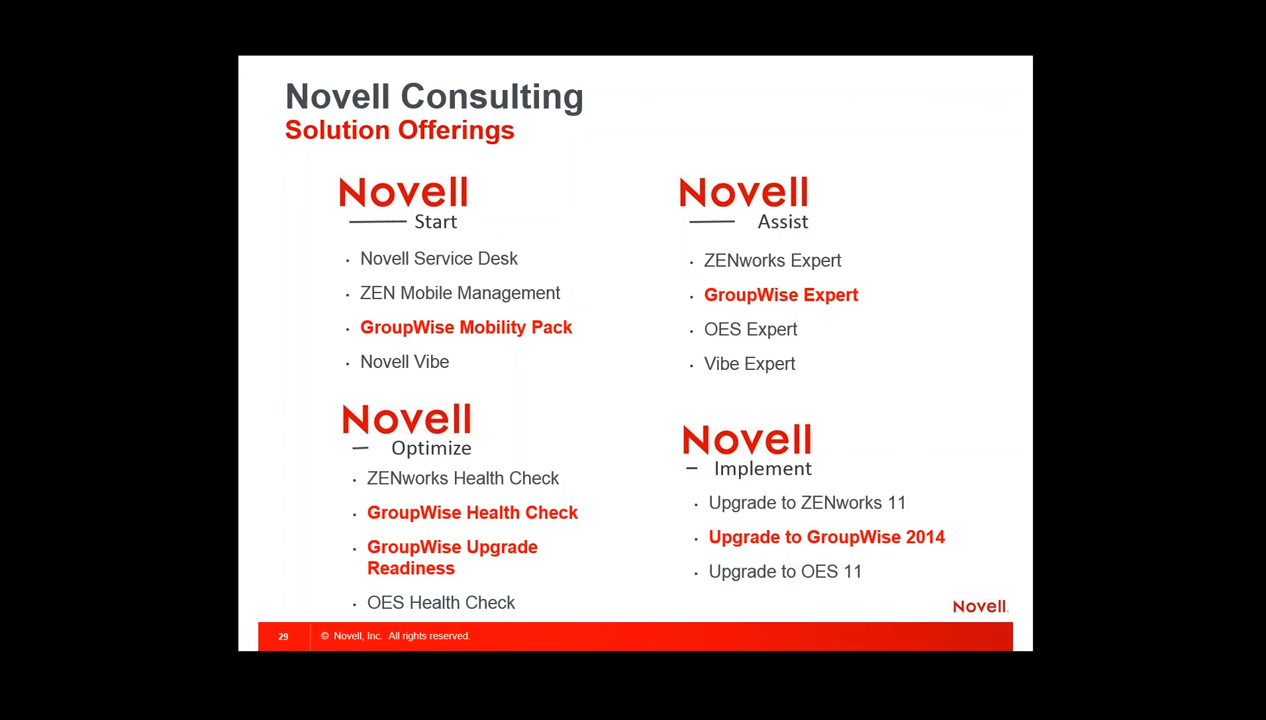 Novell Consulting
Solution Offerings
Novell
Start
• Novell Service Desk
• ZEN Mobile Management
• GroupWise Mobility Pack
• Novell Vibe
Novell
Assist
• ZENworks Expert
• GroupWise Expert
• OES Expert
• Vibe Expert
Novell
Optimize
• ZENworks Health Check
• GroupWise Health Check
• GroupWise Upgrade
Readiness
• OES Health Check
Novell
Implement
• Upgrade to ZENworks 11
• Upgrade to GroupWise 2014
• Upgrade to OES 11
Novell
29
© Novell, Inc. All rights reserved.